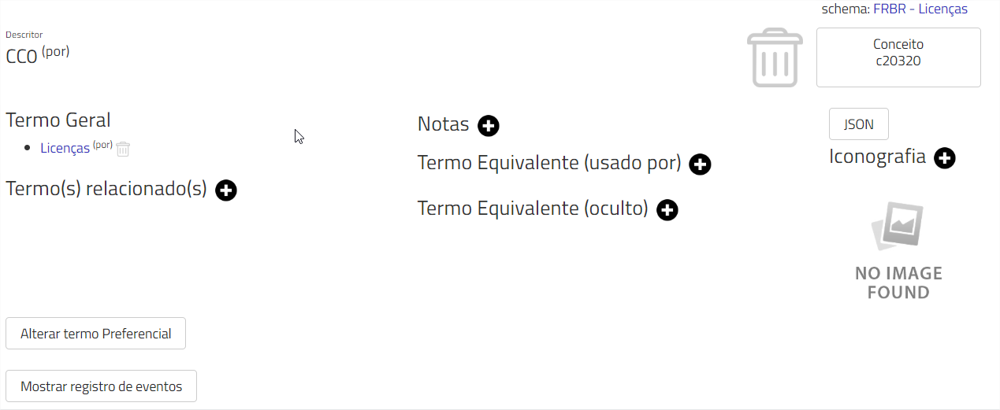 schema: FRBR - Licenças
Descritor
CC0 (por)
Conceito
c20320
Termo Geral
Licenças (por)
Termo(s) relacionado(s)
Notas
Termo Equivalente (usado por)
Termo Equivalente (oculto)
JSON
Iconografia
NO IMAGE
FOUND
Alterar termo Preferencial
Mostrar registro de eventos